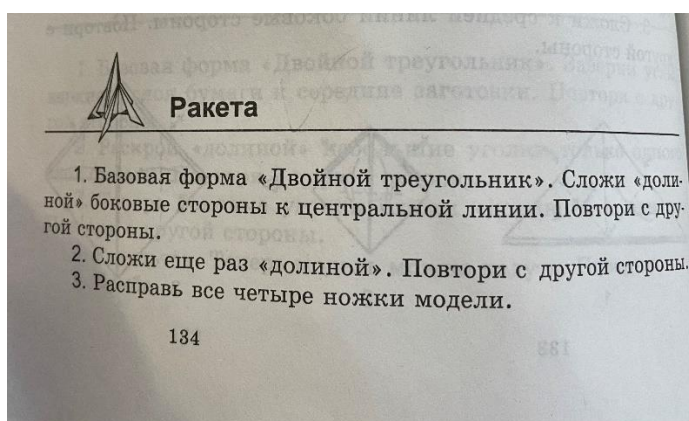 Ракета
1. Базовая форма «Двойной треугольник». Сложи «доли-
ной» боковые стороны к центральной линии. Повтори с дру-
гой стороны.
2. Сложи еще раз «долиной». Повтори с другой стороны.
3. Расправь все четыре ножки модели.
134